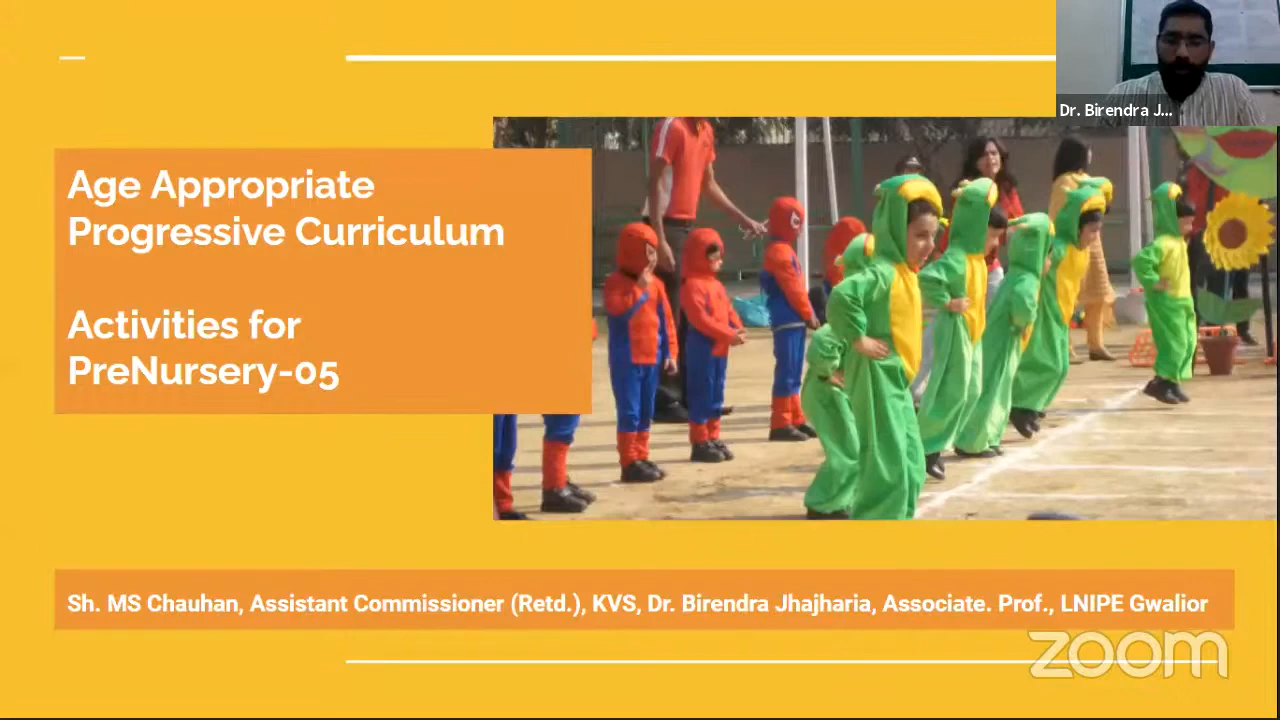 Dr. Birendra J...
Age Appropriate
Progressive Curriculum
Activities for
PreNursery-05
Sh. MS Chauhan, Assistant Commissioner (Retd.), KVS, Dr. Birendra Jhajharia, Associate. Prof., LNIPE Gwalior
zoom